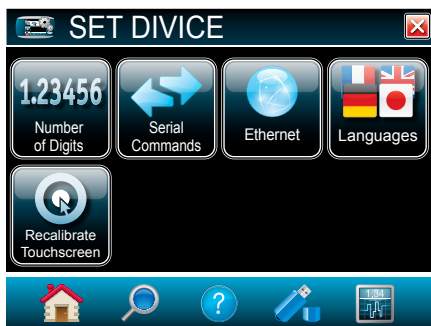 SET DIVICE
1.23456
Number
of Digits
Serial
Commands
Ethernet
Languages
Recalibrate
Touchscreen
?
1.34